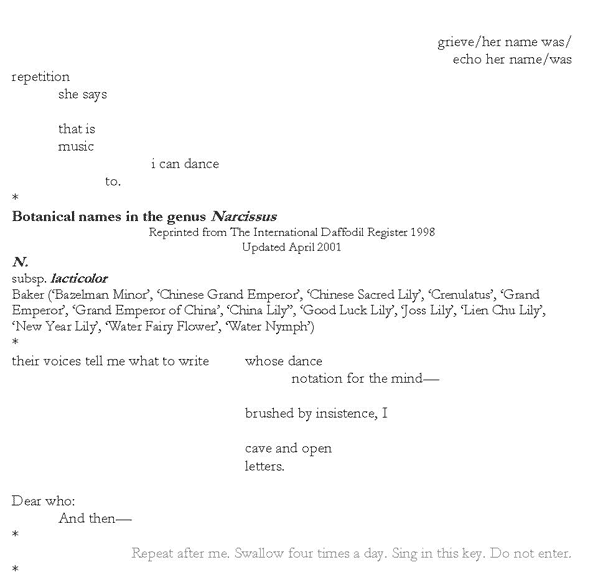 grieve/her name was/
echo her name/was
repetition
she says
that is
music
i can dance
to.
*
Botanical names in the genus Narcissus
Reprinted from The International Daffodil Register 1998
Updated April 2001
N.
subsp. lacticolor
Baker (‘Bazelman Minor’, ‘Chinese Grand Emperor’, ‘Chinese Sacred Lily’, ‘Crenulatus’, ‘Grand
Emperor’, ‘Grand Emperor of China’, ‘China Lily”, ‘Good Luck Lily’, ‘Joss Lily’, ‘Lien Chu Lily’,
‘New Year Lily’, ‘Water Fairy Flower’, ‘Water Nymph’)
*
their voices tell me what to write whose dance
notation for the mind—
brushed by insistence, I
cave and open
letters.
Dear who:
And then—
*
Repeat after me. Swallow four times a day. Sing in this key. Do not enter.
*